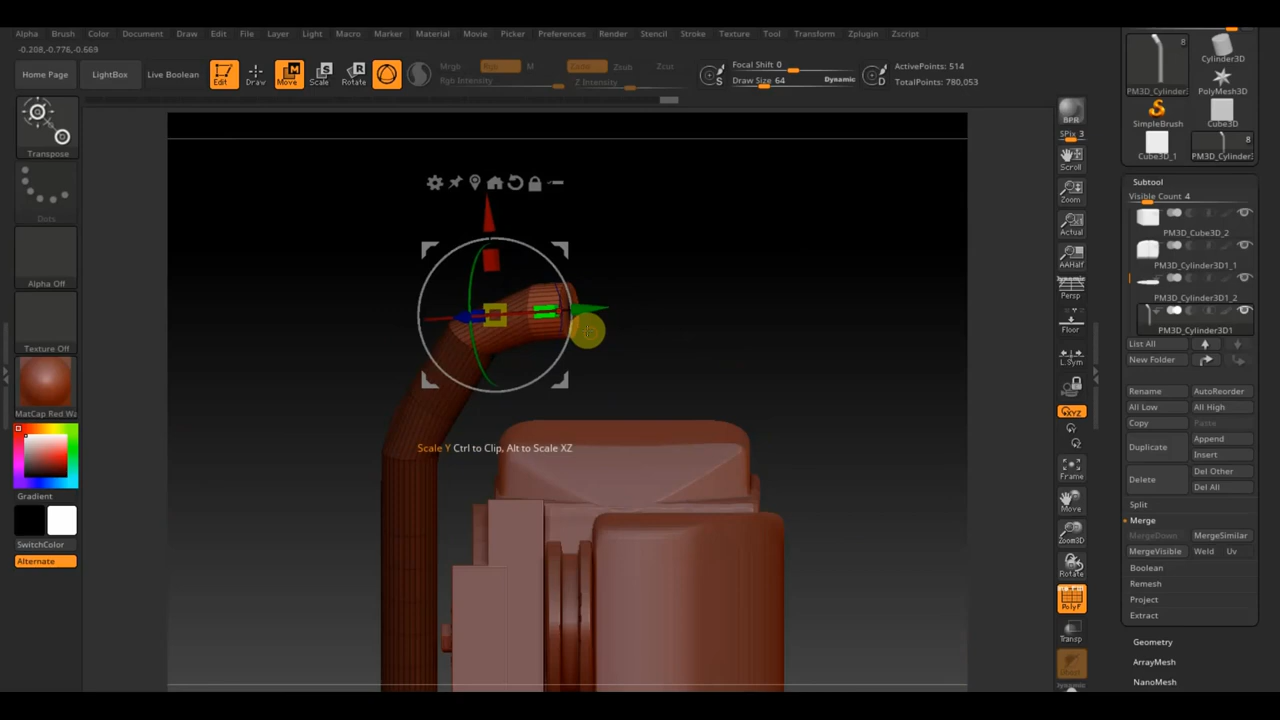 Alpha Brush Color Document Draw Edit File Layer Light Macro Marker Material Movie Picker Preferences Render Stencil Stroke Texture Tool Transform Zplugin Zscript
-0.208,-0.776,-0.669
Home Page LightBox Live Boolean Edit Draw Move Scale Rotate
Mrgb Rgb M
Rgb Intensity
Zadd Zsub Zcut
Z Intensity
S
Focal Shift 0
Draw Size 64 Dynamic
D
ActivePoints: 514
TotalPoints: 780,053
Transpose
Dots
Alpha Off
Texture Off
MatCap Red Wa
Gradient
SwitchColor
Alternate
Scale Y Ctrl to Clip, Alt to Scale XZ
BPR
SPix 3
Scroll
Zoom
Actual
AAHalf
Dynamic
Persp
Floor
L.Sym
XYZ
Frame
Move
Zoom3D
Rotate
PolyF
Transp
Dynamic
8
PM3D_Cylinder3
Cylinder3D
PolyMesh3D
SimpleBrush
Cube3D
Cube3D_1
8
PM3D_Cylinder3
Subtool
Visible Count 4
PM3D_Cube3D_2
PM3D_Cylinder3D1_1
PM3D_Cylinder3D1_2
PM3D_Cylinder3D1
List All
New Folder
Rename AutoReorder
All Low All High
Copy Paste
Duplicate Append
Insert
Delete Del Other
Del All
Split
Merge
MergeDown MergeSimilar
MergeVisible Weld Uv
Boolean
Remesh
Project
Extract
Geometry
ArrayMesh
NanoMesh